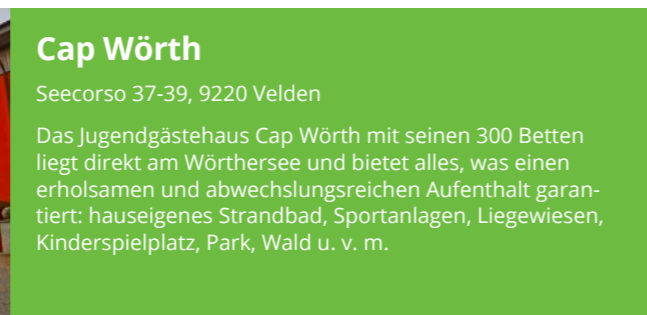 Cap Wörth
Seecorso 37-39, 9220 Velden
Das Jugendgästehaus Cap Wörth mit seinen 300 Betten
liegt direkt am Wörthersee und bietet alles, was einen
erholsamen und abwechslungsreichen Aufenthalt garan-
tiert: hauseigenes Strandbad, Sportanlagen, Liegewiesen,
Kinderspielplatz, Park, Wald u. v. m.